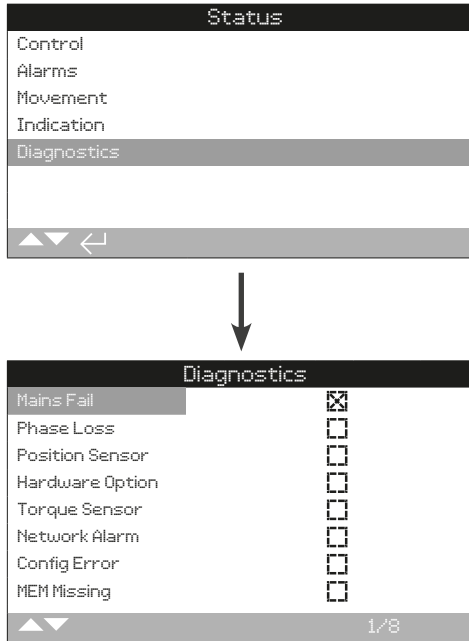 Status
Control
Alarms
Movement
Indication
Diagnostics
Diagnostics
Mains Fail
Phase Loss
Position Sensor
Hardware Option
Torque Sensor
Network Alarm
Config Error
MEM Missing
1/8